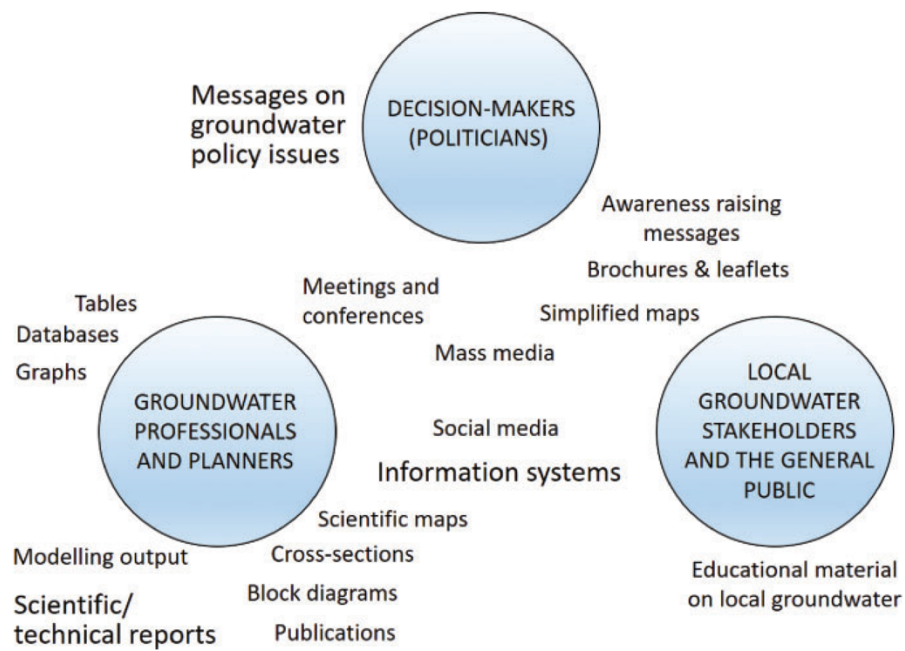 Messages on
groundwater
policy issues
DECISION-MAKERS
(POLITICIANS)
Awareness raising
messages
Brochures & leaflets
Simplified maps
Meetings and
conferences
Mass media
Tables
Databases
Graphs
GROUNDWATER
PROFESSIONALS
AND PLANNERS
LOCAL
GROUNDWATER
STAKEHOLDERS
AND THE GENERAL
PUBLIC
Social media
Information systems
Scientific maps
Cross-sections
Block diagrams
Publications
Modelling output
Scientific/
technical reports
Educational material
on local groundwater